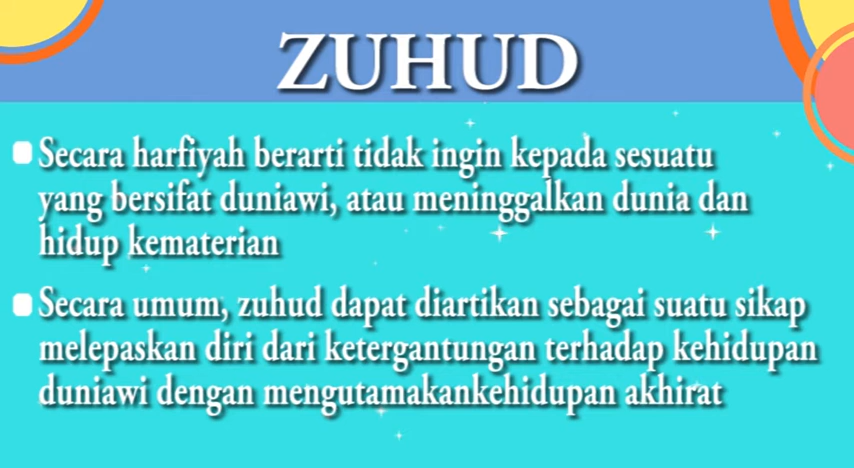 ZUHUD
Secara harfiyah berarti tidak ingin kepada sesuatu
yang bersifat duniawi, atau meninggalkan dunia dan
hidup kematerian
Secara umum, zuhud dapat diartikan sebagai suatu sikap
melepaskan diri dari ketergantungan terhadap kehidupan
duniawi dengan mengutamakankehidupan akhirat